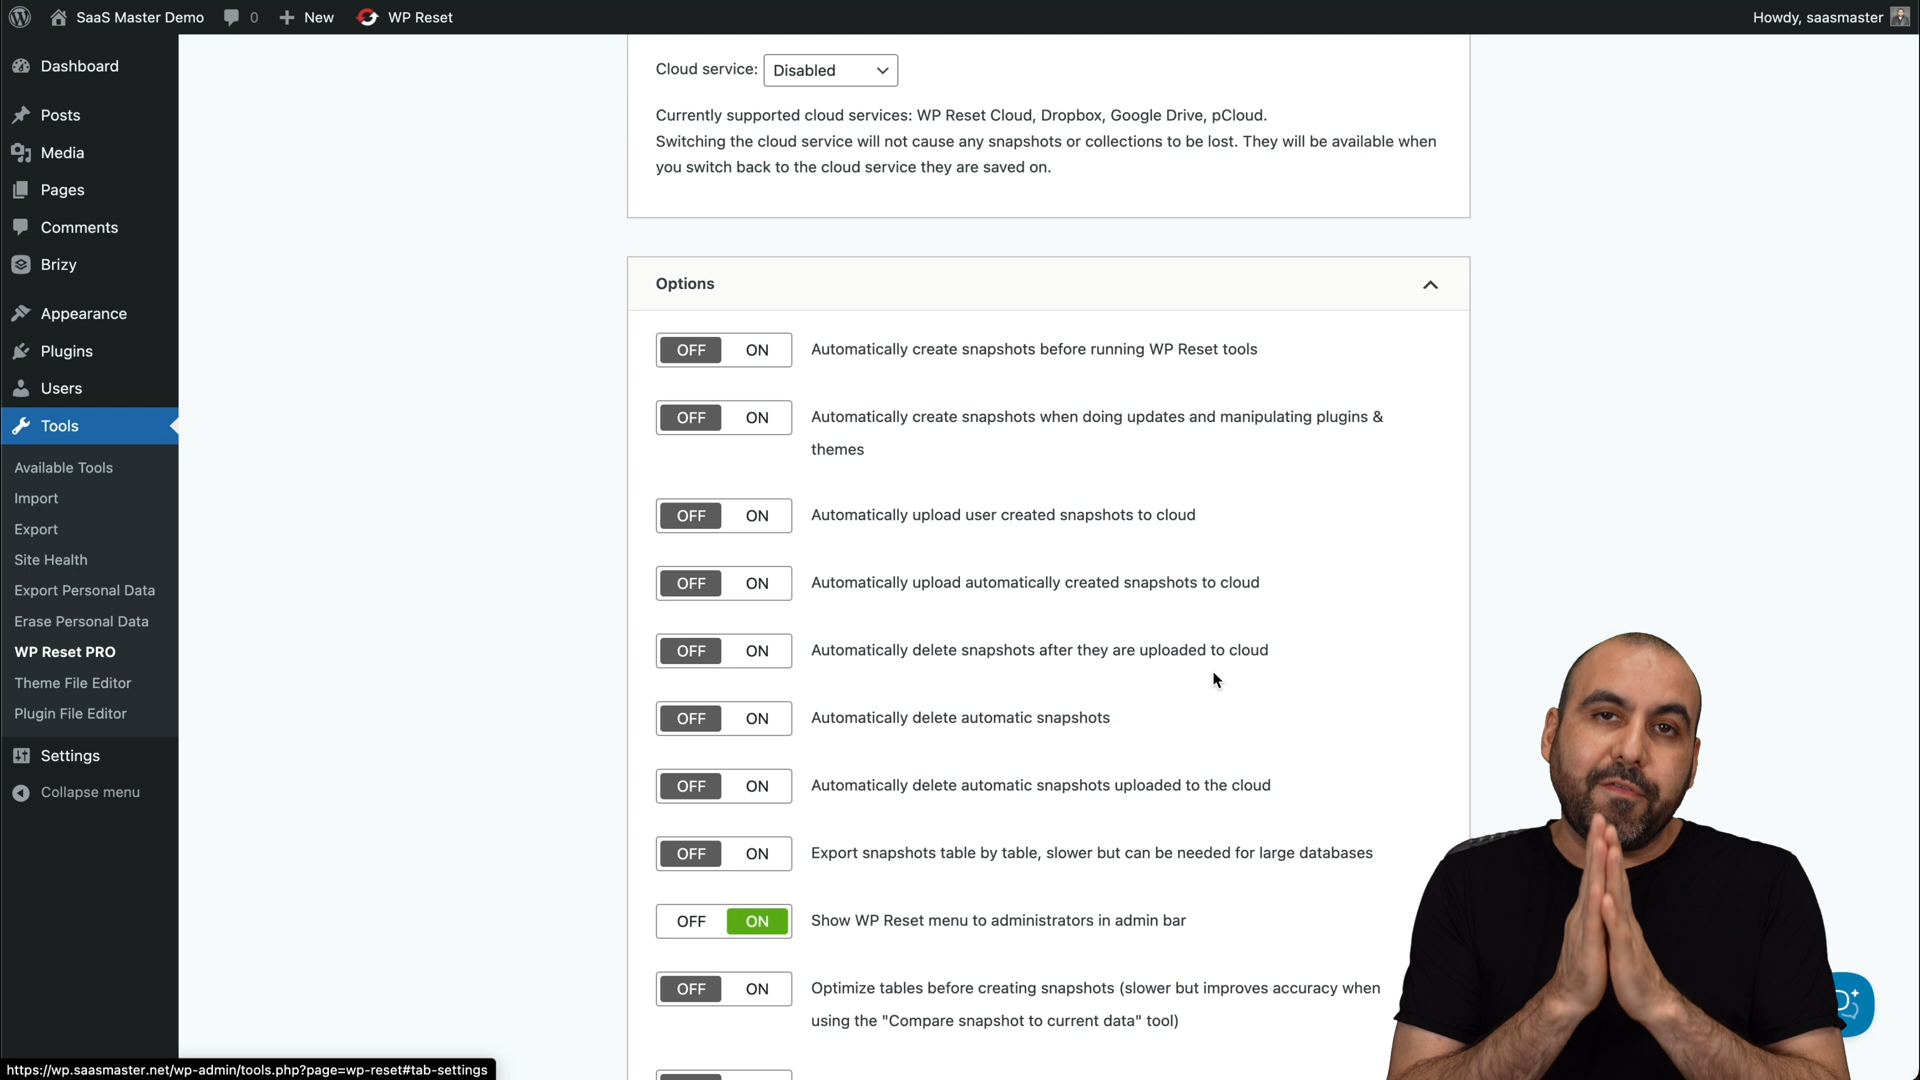 SaaS Master Demo
0
New
WP Reset
Howdy, saasmaster
Dashboard
Posts
Media
Pages
Comments
Brizy
Appearance
Plugins
Users
Tools
Available Tools
Import
Export
Site Health
Export Personal Data
Erase Personal Data
WP Reset PRO
Theme File Editor
Plugin File Editor
Settings
Collapse menu
Cloud service: Disabled
Currently supported cloud services: WP Reset Cloud, Dropbox, Google Drive, pCloud.
Switching the cloud service will not cause any snapshots or collections to be lost. They will be available when
you switch back to the cloud service they are saved on.
Options
OFF ON Automatically create snapshots before running WP Reset tools
OFF ON Automatically create snapshots when doing updates and manipulating plugins &
themes
OFF ON Automatically upload user created snapshots to cloud
OFF ON Automatically upload automatically created snapshots to cloud
OFF ON Automatically delete snapshots after they are uploaded to cloud
OFF ON Automatically delete automatic snapshots
OFF ON Automatically delete automatic snapshots uploaded to the cloud
OFF ON Export snapshots table by table, slower but can be needed for large databases
OFF ON Show WP Reset menu to administrators in admin bar
OFF ON Optimize tables before creating snapshots (slower but improves accuracy when
using the "Compare snapshot to current data" tool)
https://wp.saasmaster.net/wp-admin/tools.php?page=wp-reset#tab-settings